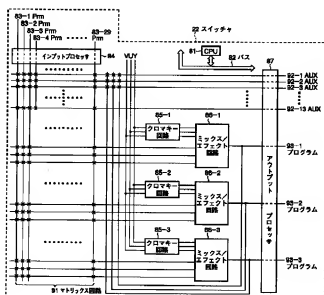 83-1 Prm
83-2 Prm
83-3 Prm
83-4 Prm
83-29
Prm
22 スイッチャ
81
CPU
82 バス
84
インプットプロセッサ
V/U/Y
87
92-1 AUX
92-2 AUX
92-3 AUX
92-13 AUX
85-1
86-1
クロマキー
回路
ミックス/
エフェクト
回路
93-1
プログラム
アウトプットプロセッサ
85-2
86-2
クロマキー
回路
ミックス/
エフェクト
回路
93-2
プログラム
85-3
86-3
クロマキー
回路
ミックス/
エフェクト
回路
93-3
プログラム
91 マトリックス回路